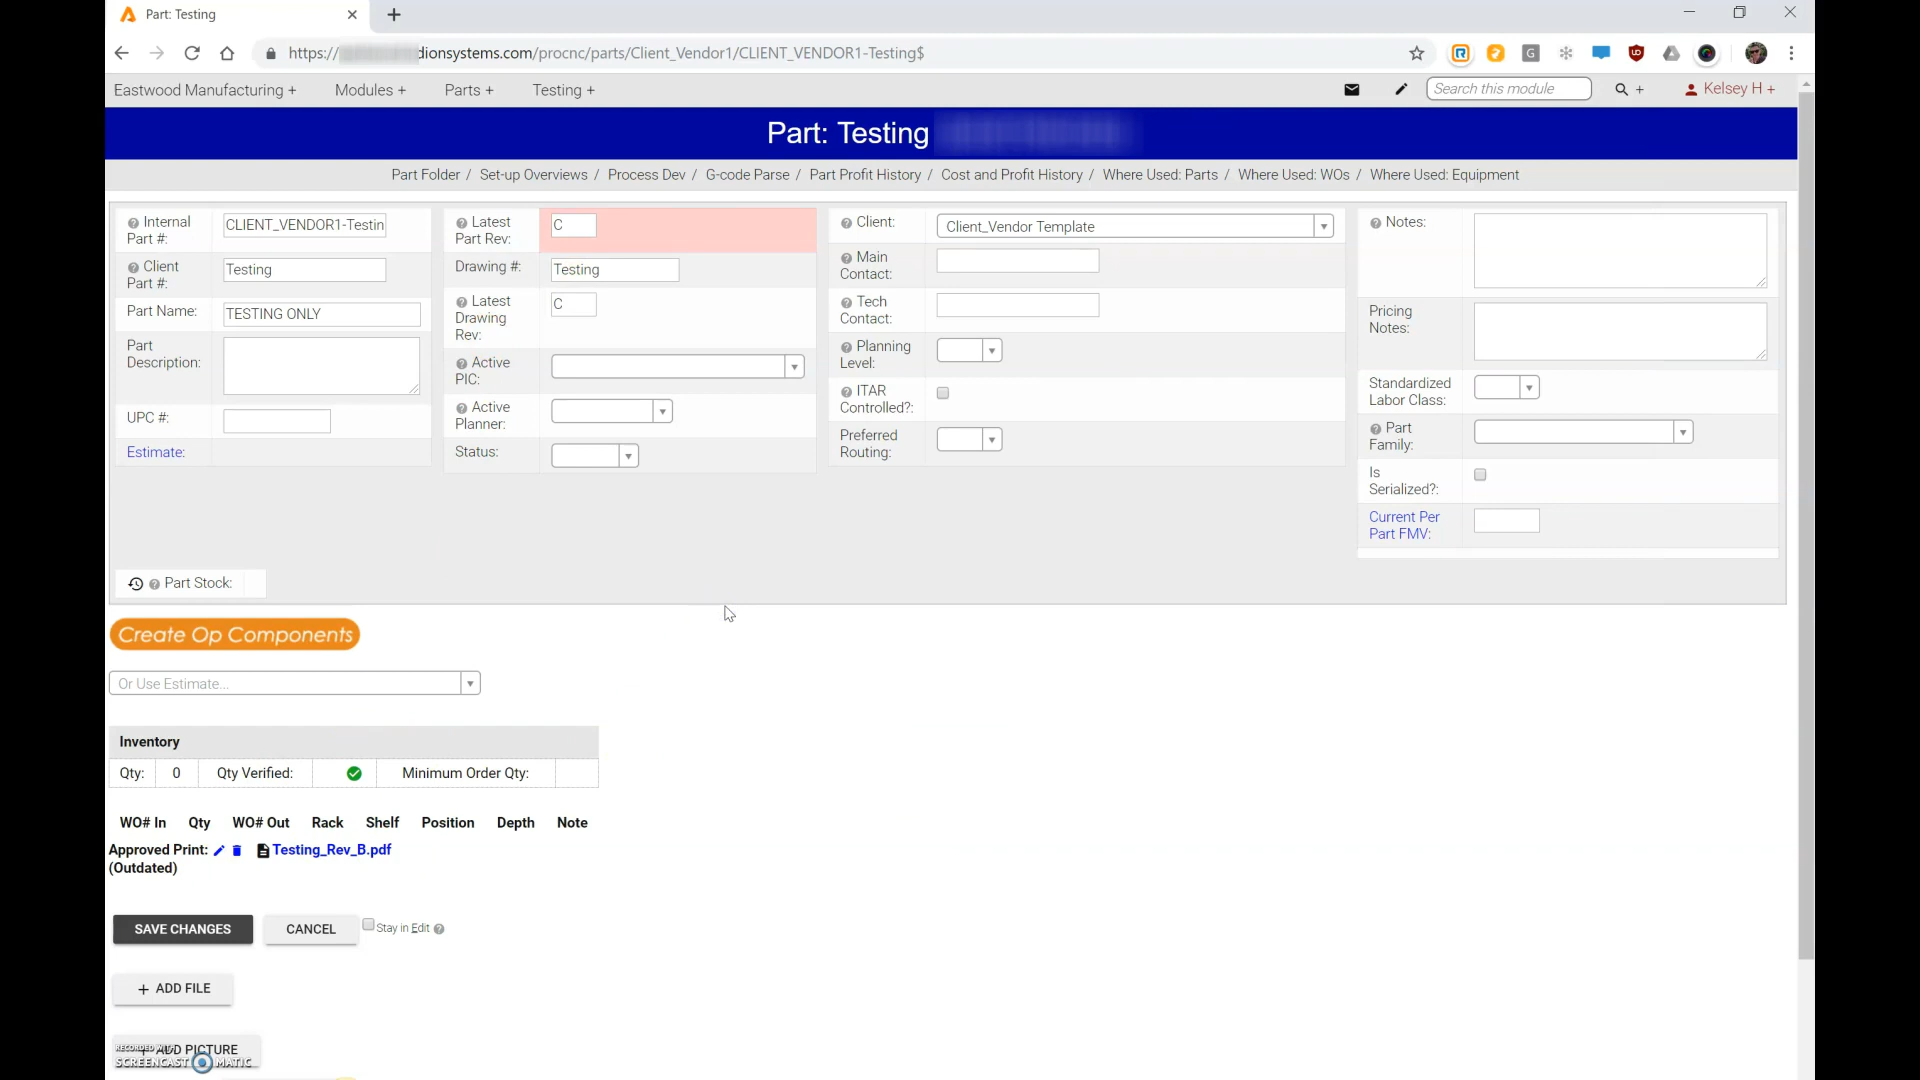 Part: Testing
https:// dionsystems.com/procnc/parts/Client_Vendor1/CLIENT_VENDOR1-Testing$
Eastwood Manufacturing + Modules + Parts + Testing + Search this module + Kelsey H +
Part: Testing
Part Folder / Set-up Overviews / Process Dev / G-code Parse / Part Profit History / Cost and Profit History / Where Used: Parts / Where Used: WOs / Where Used: Equipment
Internal Part #: CLIENT_VENDOR1-Testin
Client Part #: Testing
Part Name: TESTING ONLY
Part Description:
UPC #:
Estimate:
Latest Part Rev: C
Drawing #: Testing
Latest Drawing Rev: C
Active PIC:
Active Planner:
Status:
Client: Client_Vendor Template
Main Contact:
Tech Contact:
Planning Level:
ITAR Controlled?:
Preferred Routing:
Notes:
Pricing Notes:
Standardized Labor Class:
Part Family:
Is Serialized?:
Current Per Part FMV:
Part Stock:
Create Op Components
Or Use Estimate...
Inventory
Qty: 0 Qty Verified: Minimum Order Qty:
WO# In Qty WO# Out Rack Shelf Position Depth Note
Approved Print: Testing_Rev_B.pdf
(Outdated)
SAVE CHANGES CANCEL Stay in Edit
+ ADD FILE
+ ADD PICTURE
RECORDED WITH
SCREENCAST MATIC